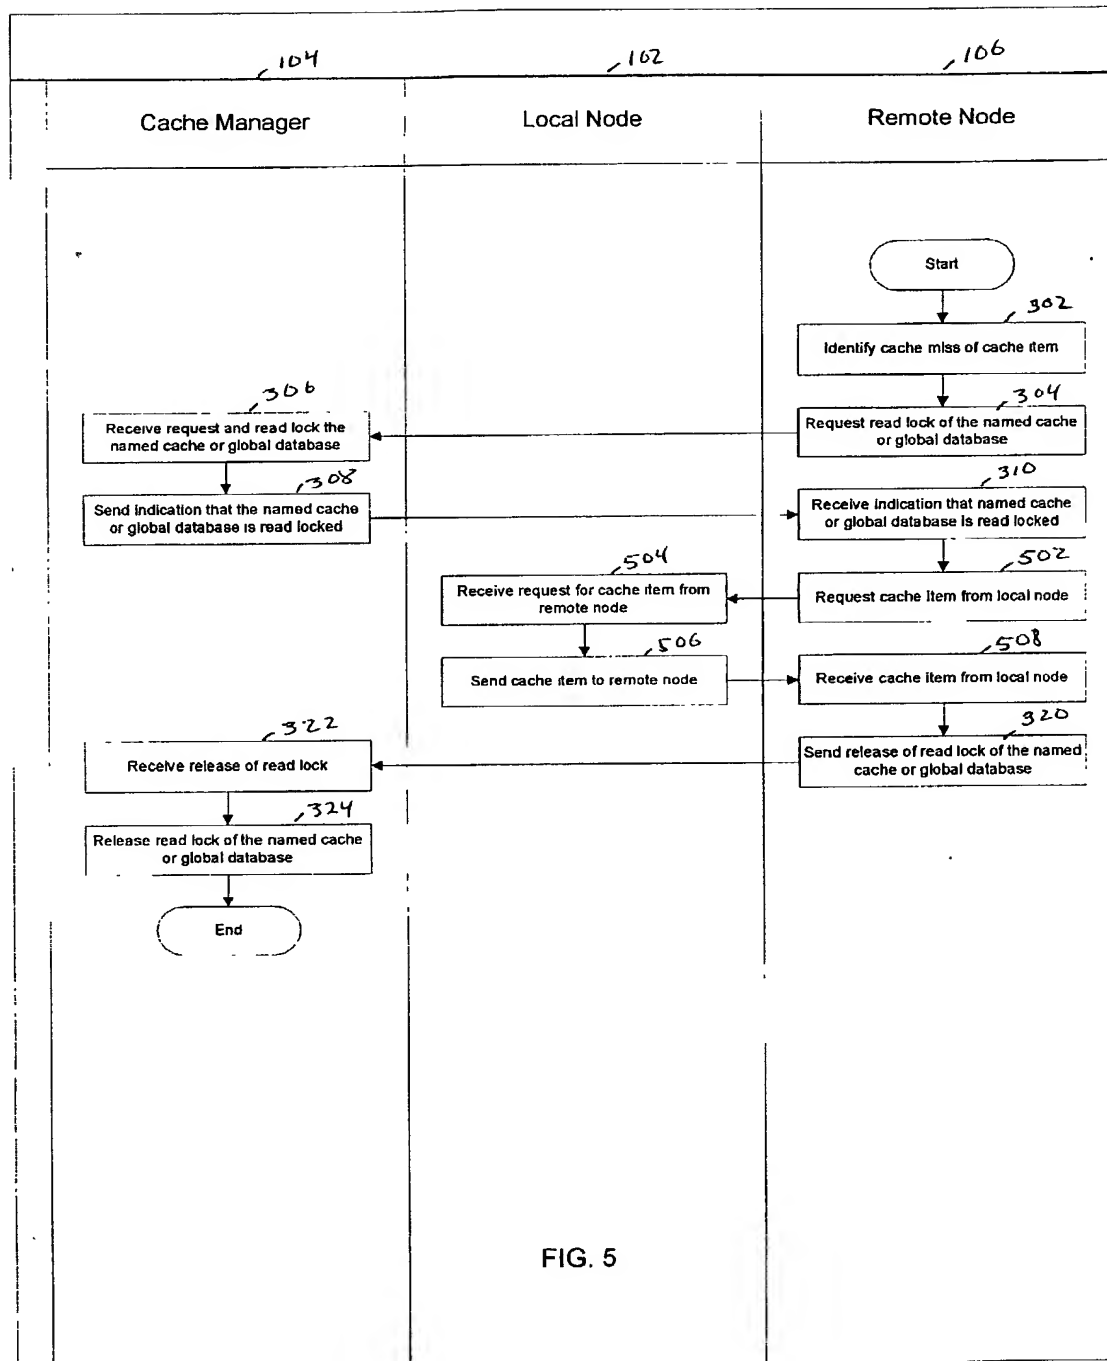 104
102
106
Cache Manager
Local Node
Remote Node
Start
302
Identify cache miss of cache item
306
304
Receive request and read lock the
named cache or global database
Request read lock of the named cache
or global database
308
310
Send indication that the named cache
or global database is read locked
Receive indication that named cache
or global database is read locked
504
502
Receive request for cache item from
remote node
Request cache item from local node
506
508
Send cache item to remote node
Receive cache item from local node
322
320
Receive release of read lock
Send release of read lock of the named
cache or global database
324
Release read lock of the named cache
or global database
End
FIG. 5